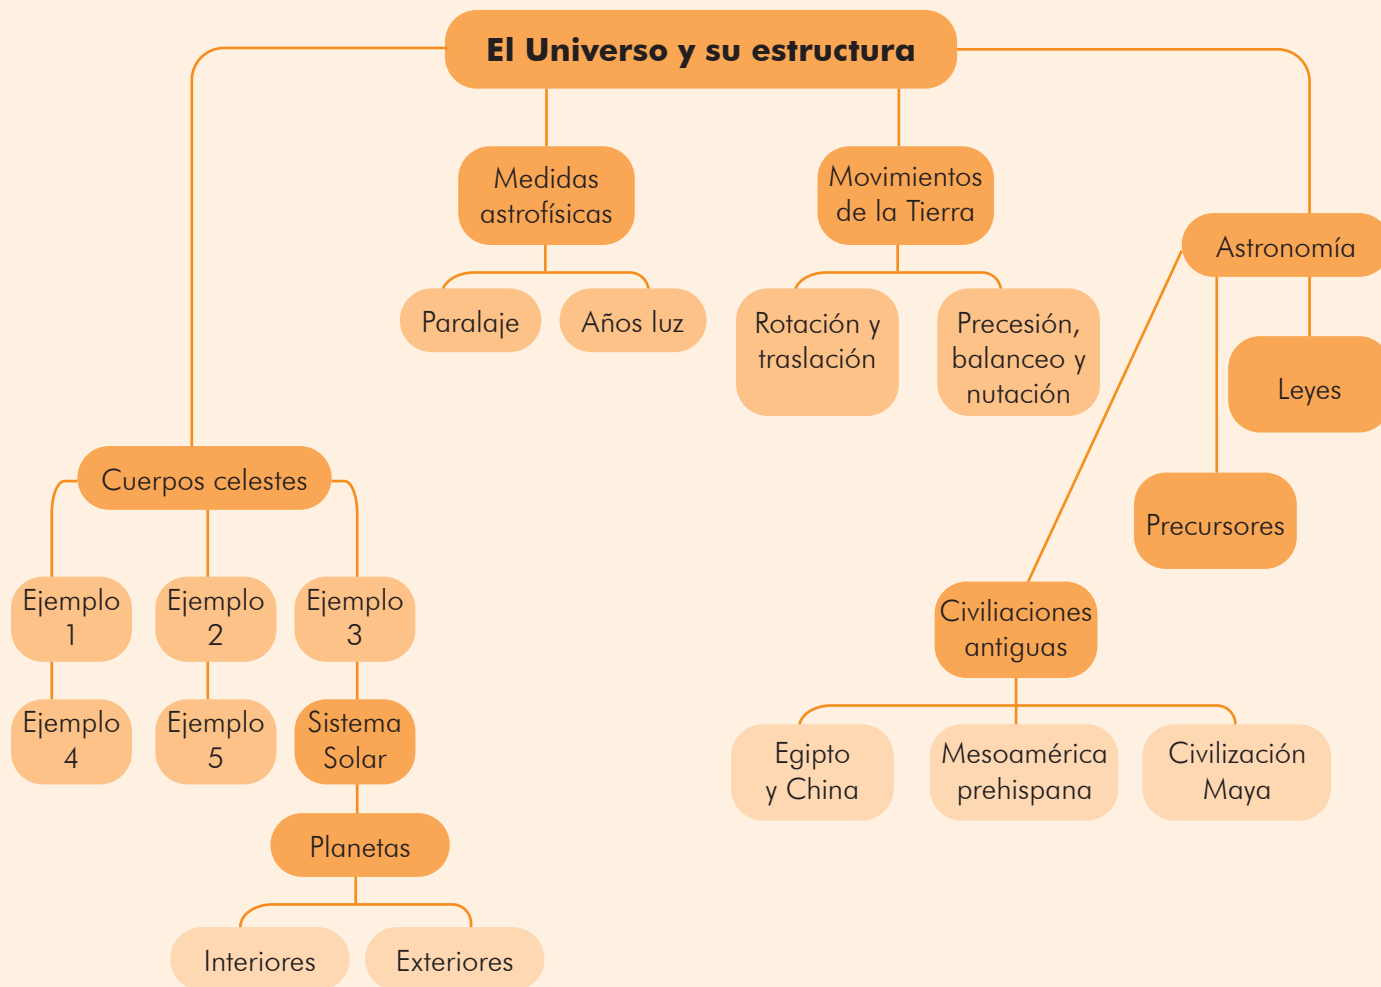 El Universo y su estructura
Medidas
astrofísicas
Movimientos
de la Tierra
Astronomía
Paralaje
Años luz
Rotación y
traslación
Precesión,
balanceo y
nutación
Leyes
Cuerpos celestes
Precursores
Ejemplo
1
Ejemplo
2
Ejemplo
3
Civiliaciones
antiguas
Ejemplo
4
Ejemplo
5
Sistema
Solar
Egipto
y China
Mesoamérica
prehispana
Civilización
Maya
Planetas
Interiores
Exteriores